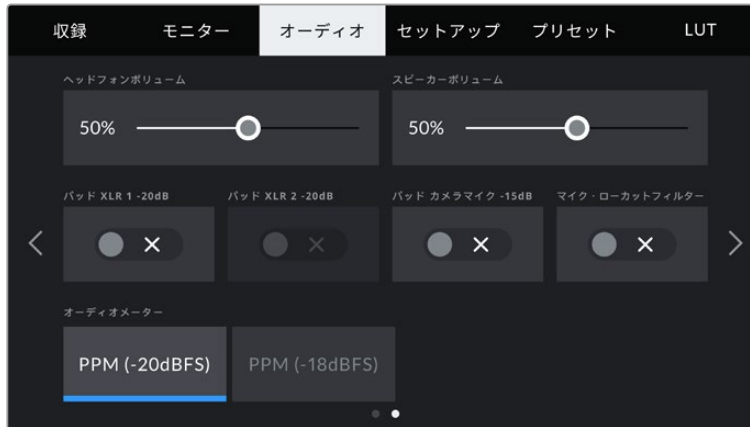 収録 モニター オーディオ セットアップ プリセット LUT
ヘッドフォンボリューム スピーカーボリューム
50% 50%
パッド XLR 1 -20dB パッド XLR 2 -20dB パッド カメラマイク -15dB マイク・ローカットフィルター
オーディオメーター
PPM (-20dBFS) PPM (-18dBFS)